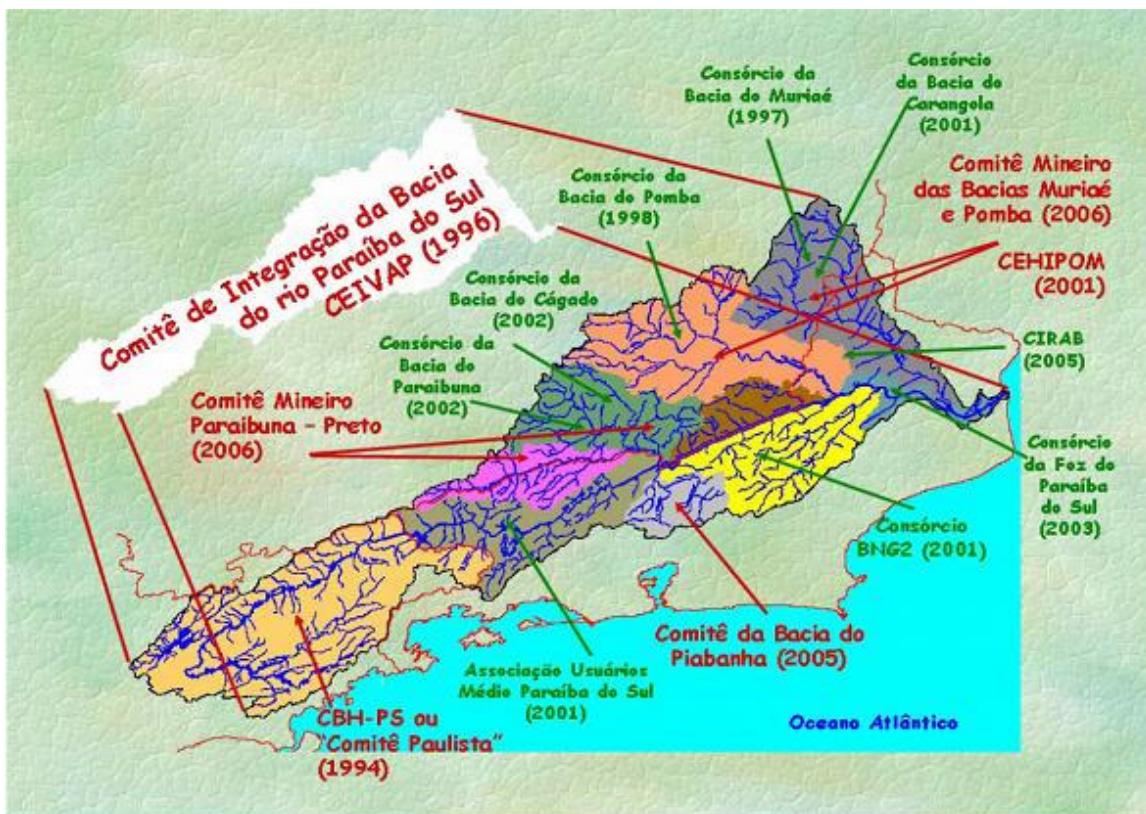 Consórcio da
Bacia do Muriaé
(1997)
Consórcio
da Bacia do
Carangola
(2001)
Comitê Mineiro
das Bacias Muriaé
e Pomba (2006)
CEHIPOM
(2001)
Consórcio da
Bacia do Pomba
(1998)
Comitê de Integração da Bacia
do rio Paraíba do Sul
CEIVAP (1996)
Consórcio da
Bacia do Cágado
(2002)
Consórcio da
Bacia do
Paraibuna
(2002)
CIRAB
(2005)
Comitê Mineiro
Paraibuna - Preto
(2006)
Consórcio
da Foz do
Paraíba
do Sul
(2003)
Consórcio
BNG2 (2001)
Comitê da Bacia do
Piabanha (2005)
Associação Usuários
Médio Paraíba do Sul
(2001)
CBH-PS ou
"Comitê Paulista"
(1994)
Oceano Atlântico